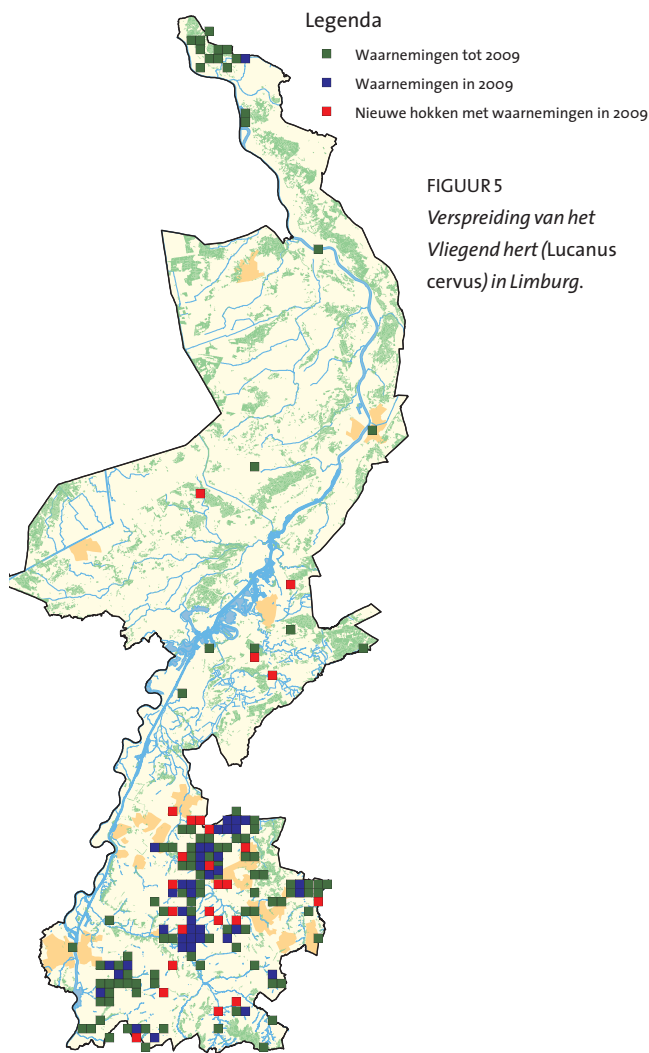 Legenda
Waarnemingen tot 2009
Waarnemingen in 2009
Nieuwe hokken met waarnemingen in 2009
FIGUUR 5
Verspreiding van het
Vliegend hert (Lucanus
cervus) in Limburg.